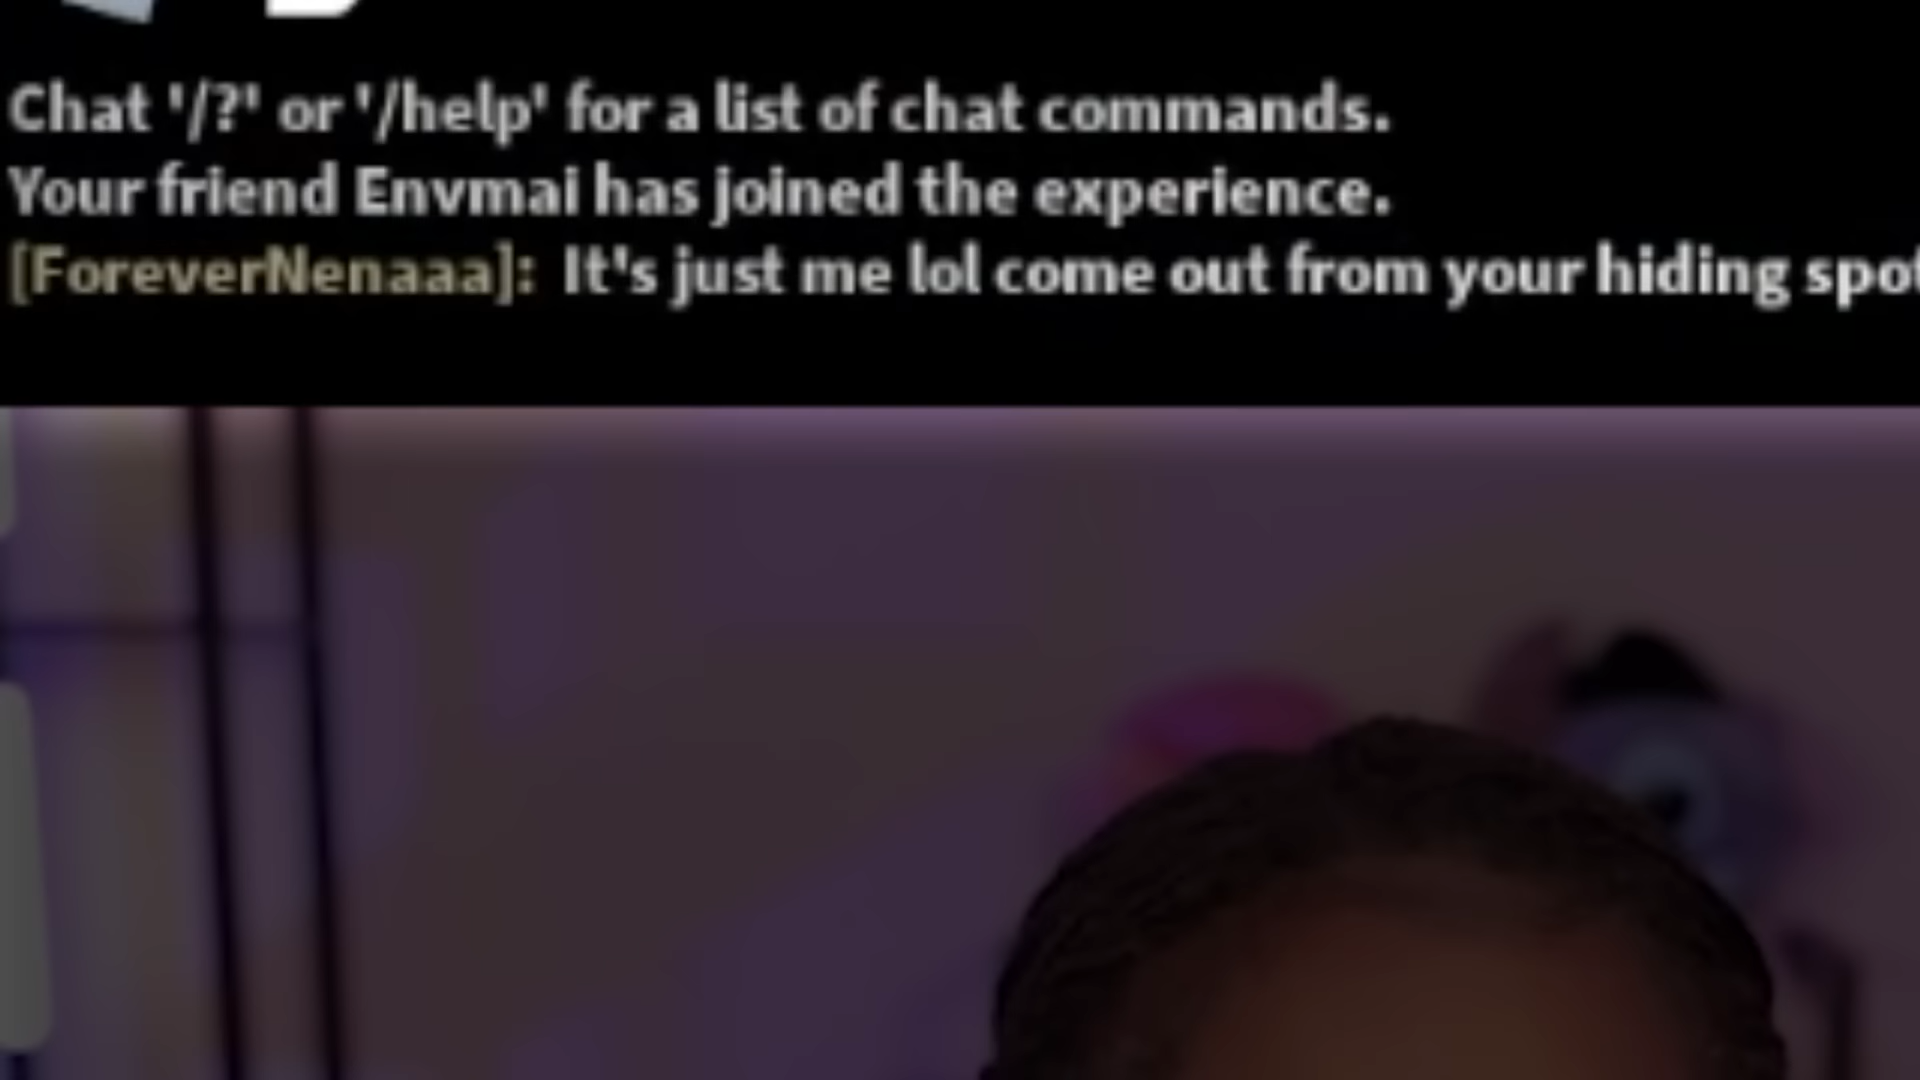 Chat '/?' or '/help' for a list of chat commands.
Your friend Envmai has joined the experience.
[ForeverNenaaa]: It's just me lol come out from your hiding spot